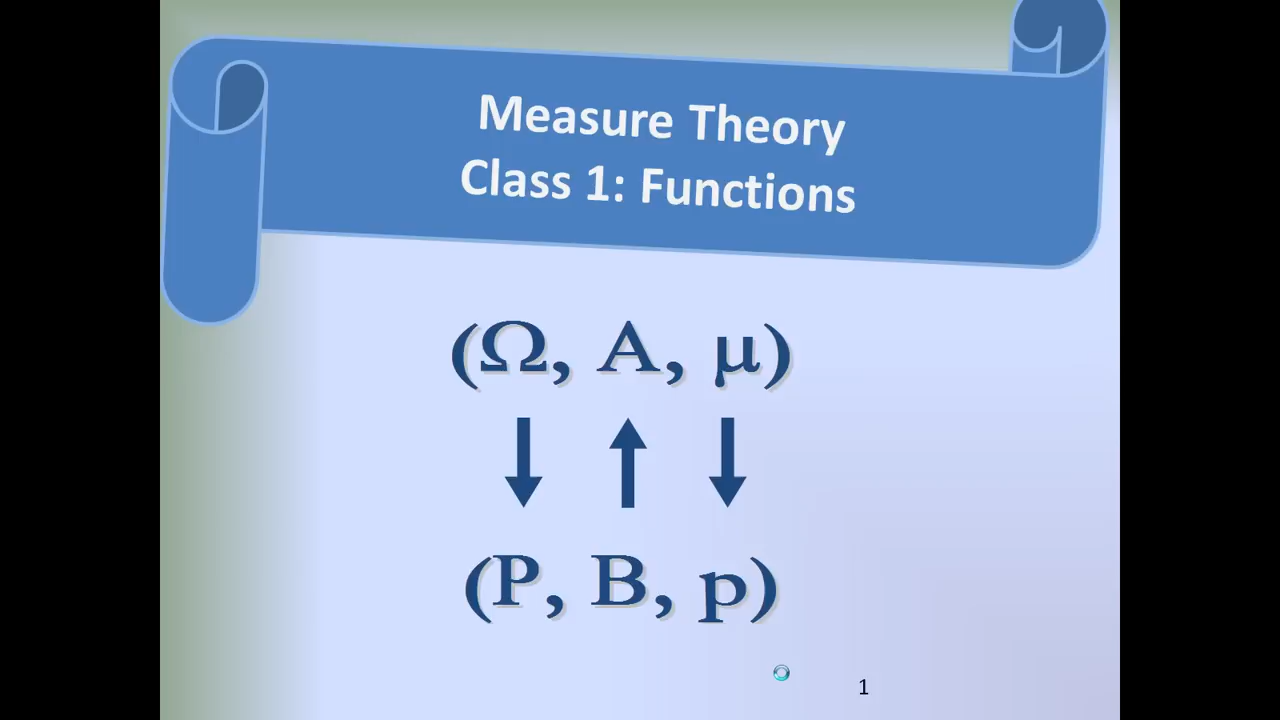 Measure Theory
Class 1: Functions
(Ω, A, μ)
(P, B, p)
1